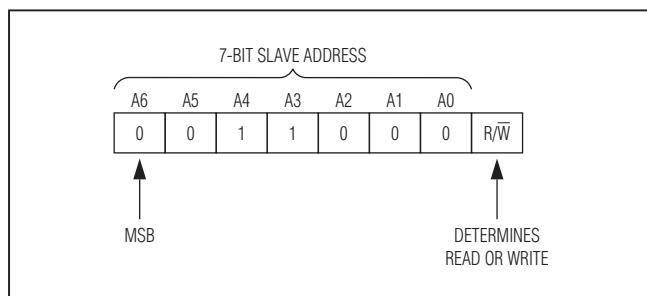 7-BIT SLAVE ADDRESS
A6 A5 A4 A3 A2 A1 A0
0 0 1 1 0 0 0 R/W̅
MSB
DETERMINES
READ OR WRITE